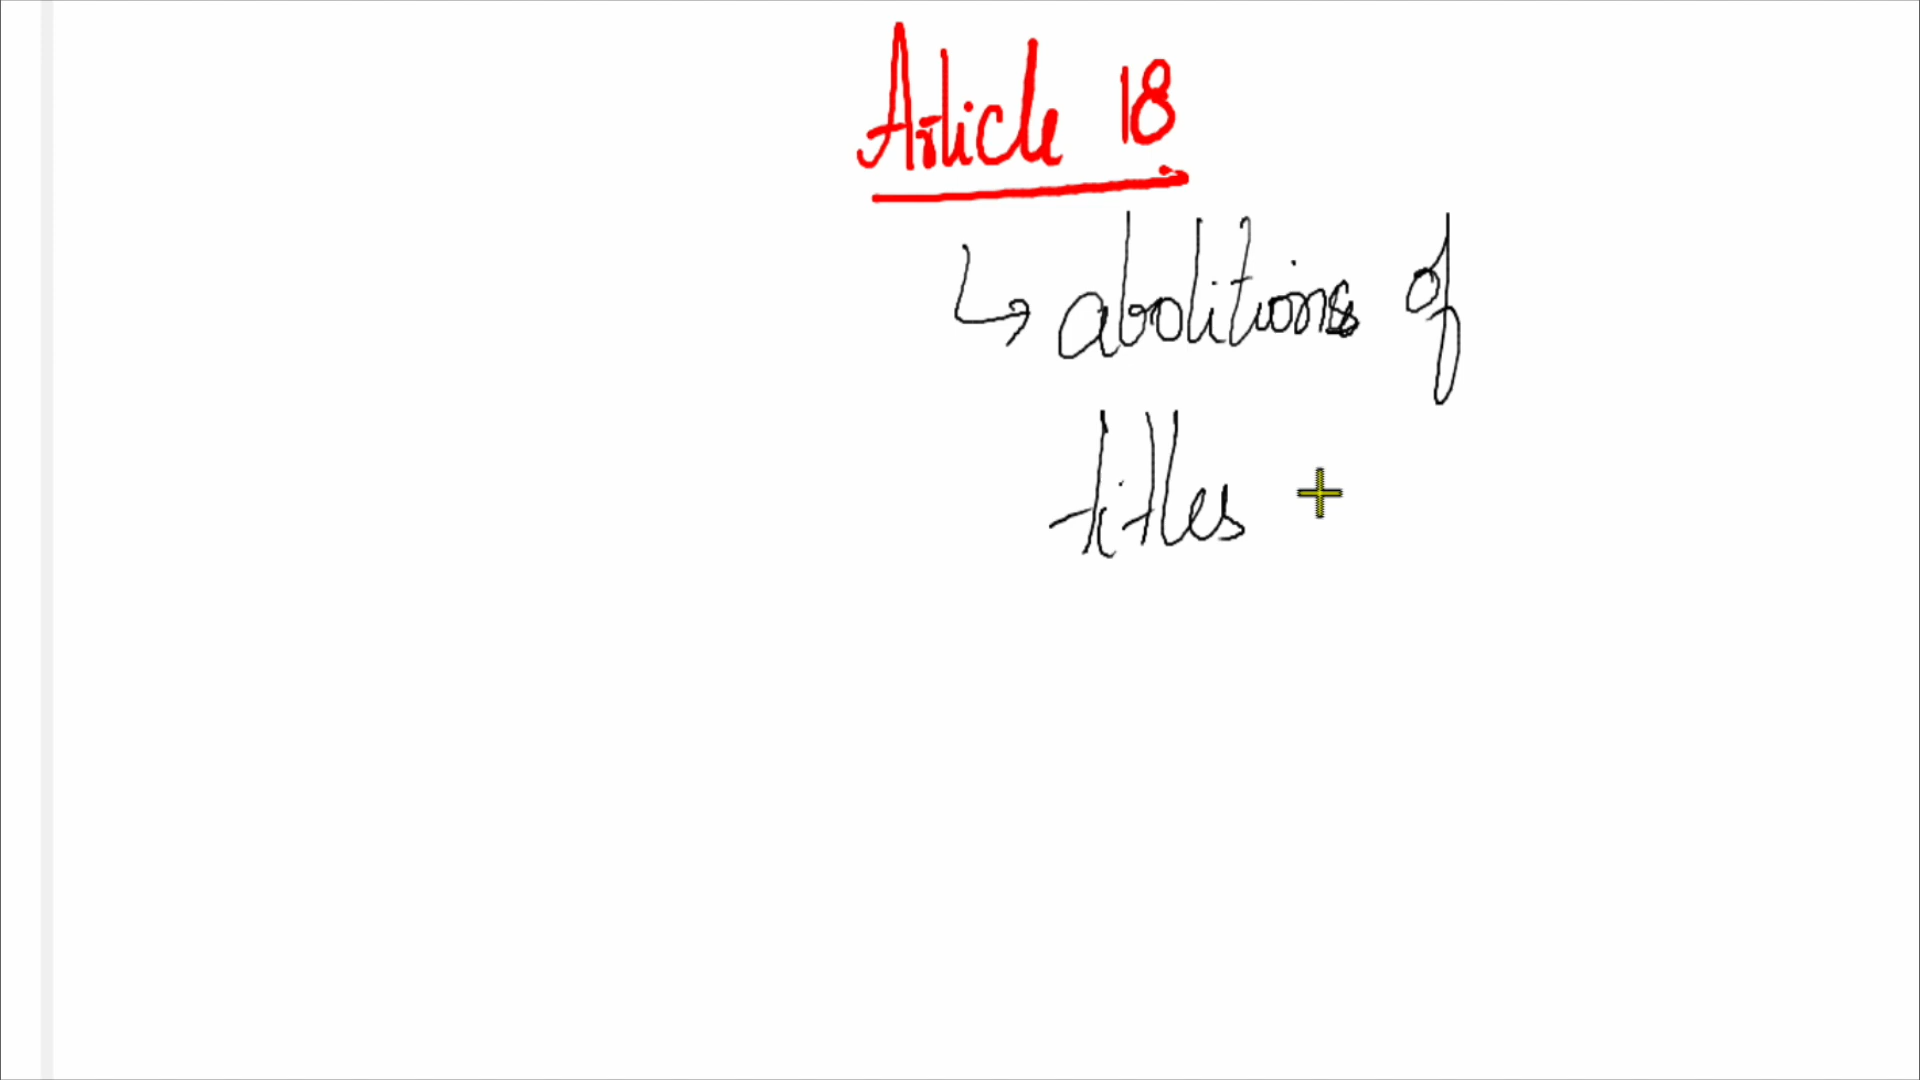 Article 18
↳ abolitions of
titles